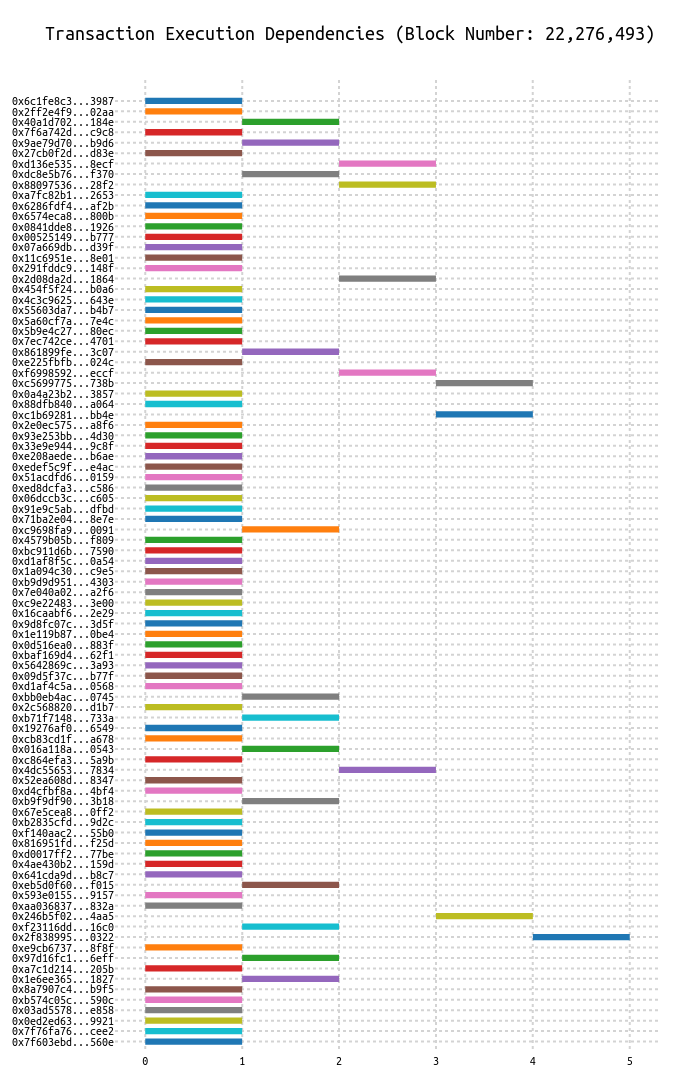 Transaction Execution Dependencies (Block Number: 22,276,493)
0x6c1fe8c3...3987
0x2ff2e4f9...02aa
0x40a1d702...184e
0x7f6a742d...c9c8
0x9ae79d70...b9d6
0x27cb0f2d...d83e
0xd136e535...8ecf
0xdc8e5b76...f370
0x88097536...28f2
0xa7fc82b1...2653
0x6286fdf4...af2b
0x6574eca8...800b
0x0841dde8...1926
0x00525149...b777
0x07a669db...d39f
0x11c6951e...8e01
0x291fddc9...148f
0x2d08da2d...1864
0x454f5f24...b0a6
0x4c3c9625...643e
0x55603da7...b4b7
0x5a60cf7a...7e4c
0x5b9e4c27...80ec
0x7ec742ce...4701
0x861899fe...3c07
0xe225fbfb...024c
0xf6998592...eccf
0xc5699775...738b
0x0a4a23b2...3857
0x88dfb840...a064
0xc1b69281...bb4e
0x2e0ec575...a8f6
0x93e253bb...4d30
0x33e9e944...9c8f
0xe208aede...b6ae
0xedef5c9f...e4ac
0x51acdfd6...0159
0xed8dcfa3...c586
0x06dccb3c...c605
0x91e9c5ab...dfbd
0x71ba2e04...8e7e
0xc9698fa9...0091
0x4579b05b...f809
0xbc911d6b...7590
0xd1af8f5c...0a54
0x1a094c30...c9e5
0xb9d9d951...4303
0x7e040a02...a2f6
0xc9e22483...3e00
0x16caabf6...2e29
0x9d8fc07c...3d5f
0x1e119b87...0be4
0x0d516ea0...883f
0xbaf169d4...62f1
0x5642869c...3a93
0x09d5f37c...b77f
0xd1af4c5a...0568
0xbb0eb4ac...0745
0x2c568820...d1b7
0xb71f7148...733a
0x19276af0...6549
0xcb83cd1f...a678
0x016a118a...0543
0xc864efa3...5a9b
0x4dc55653...7834
0x52ea608d...8347
0xd4cfbf8a...4bf4
0xb9f9df90...3b18
0x67e5cea8...0ff2
0xb2835cfd...9d2c
0xf140aac2...55b0
0x816951fd...f25d
0xd0017ff2...77be
0x4ae430b2...159d
0x641cda9d...b8c7
0xeb5d0f60...f015
0x593e0155...9157
0xaa036837...832a
0x246b5f02...4aa5
0xf23116dd...16c0
0x2f838995...0322
0xe9cb6737...8f8f
0x97d16fc1...6eff
0xa7c1d214...205b
0x1e6ee365...1827
0x8a7907c4...b9f5
0xb574c05c...590c
0x03ad5578...e858
0x0ed2ed63...9921
0x7f76fa76...cee2
0x7f603ebd...560e
0 1 2 3 4 5